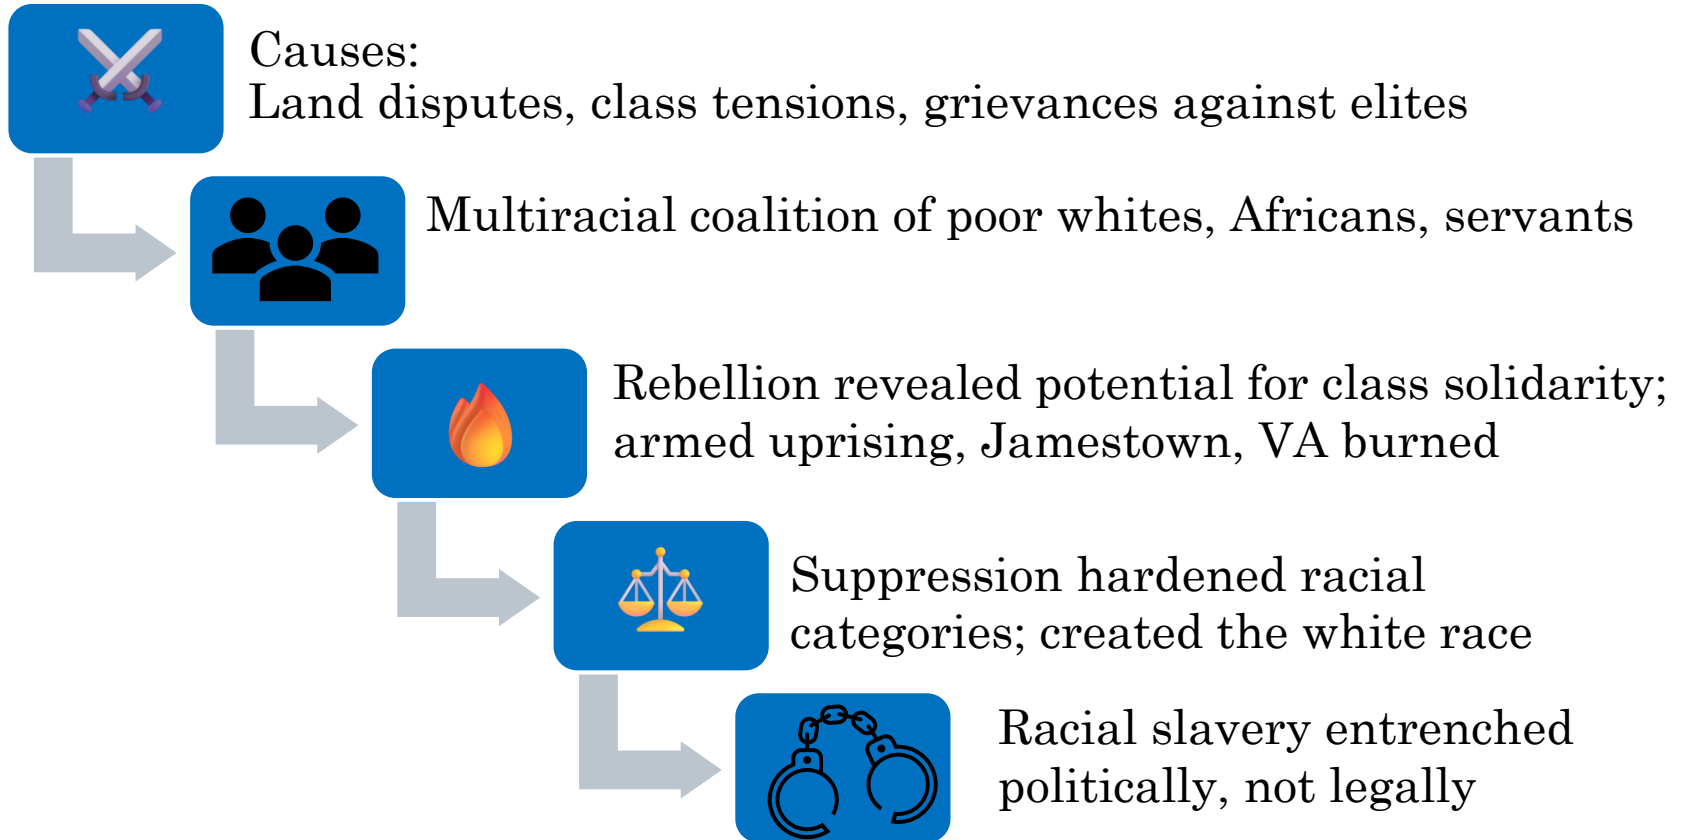 Causes:
Land disputes, class tensions, grievances against elites
Multiracial coalition of poor whites, Africans, servants
Rebellion revealed potential for class solidarity;
armed uprising, Jamestown, VA burned
Suppression hardened racial
categories; created the white race
Racial slavery entrenched
politically, not legally